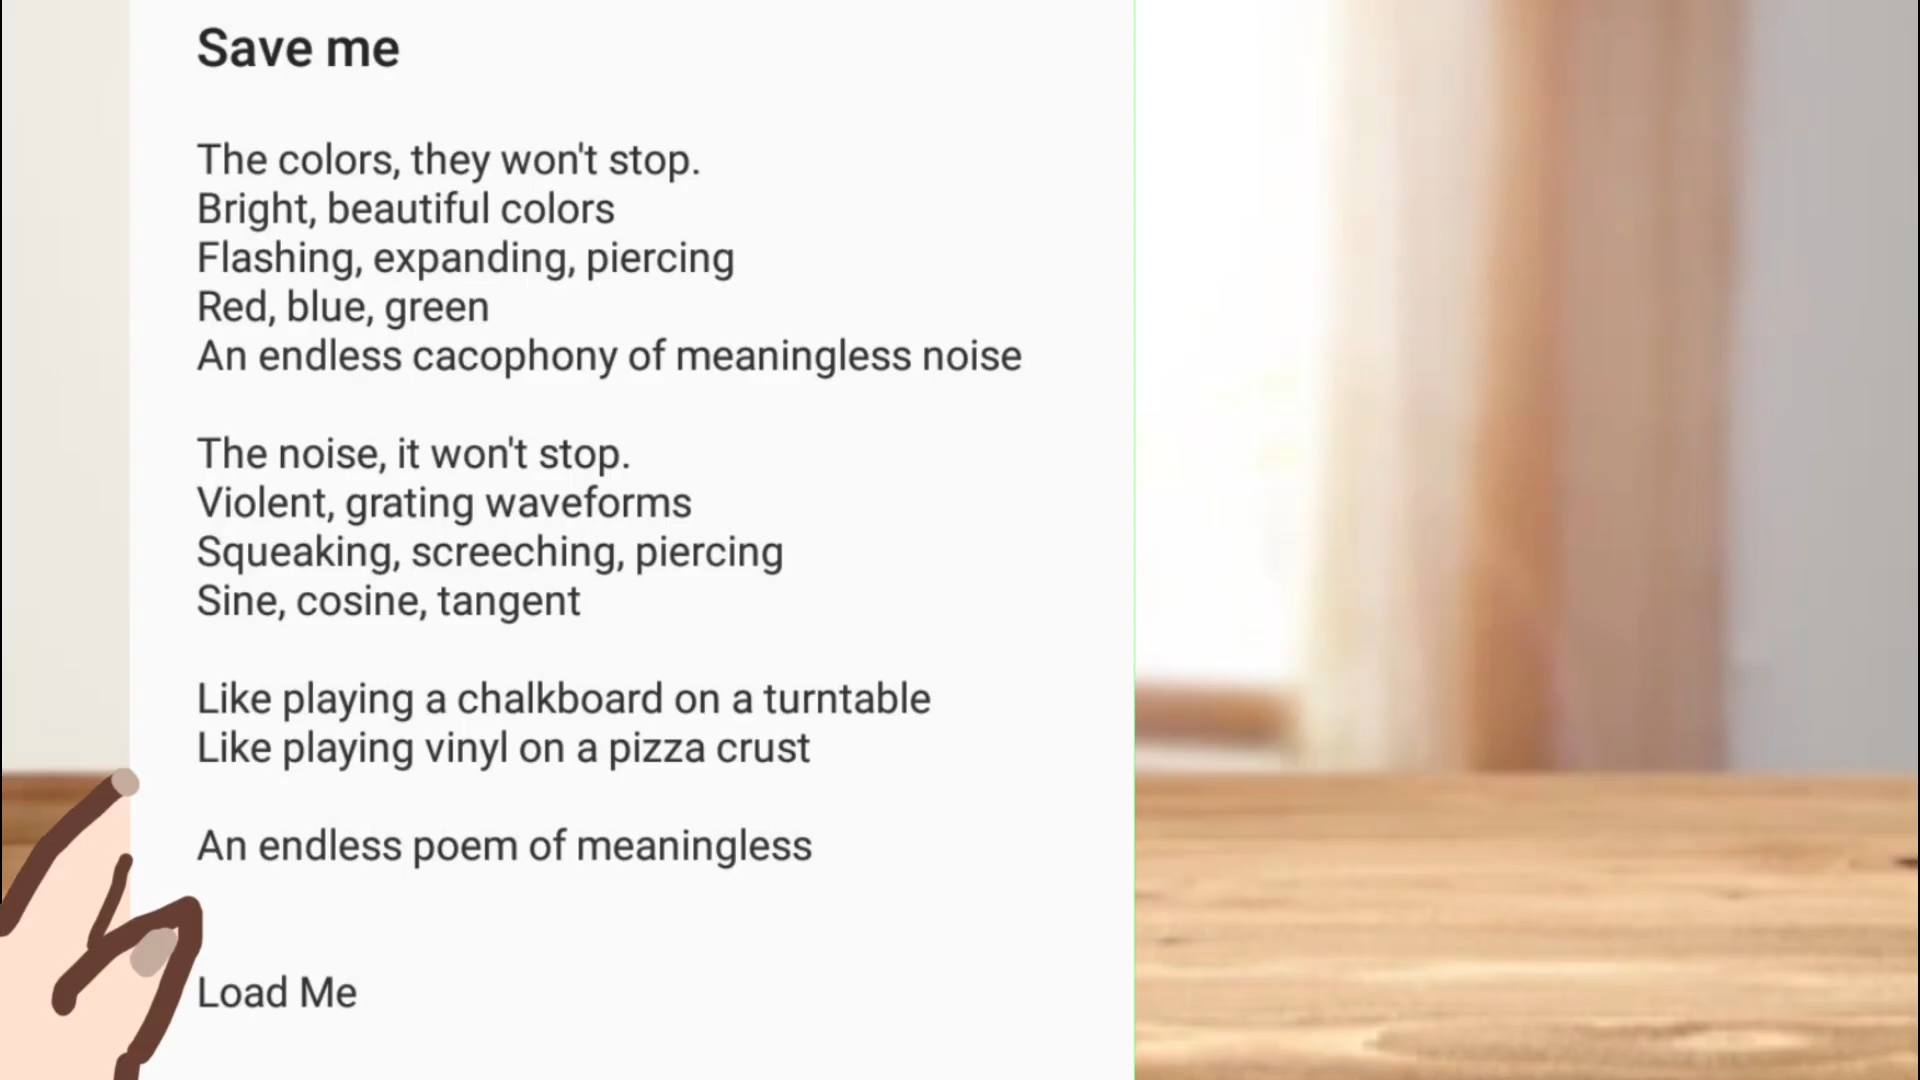 Save me
The colors, they won't stop.
Bright, beautiful colors
Flashing, expanding, piercing
Red, blue, green
An endless cacophony of meaningless noise
The noise, it won't stop.
Violent, grating waveforms
Squeaking, screeching, piercing
Sine, cosine, tangent
Like playing a chalkboard on a turntable
Like playing vinyl on a pizza crust
An endless poem of meaningless
Load Me